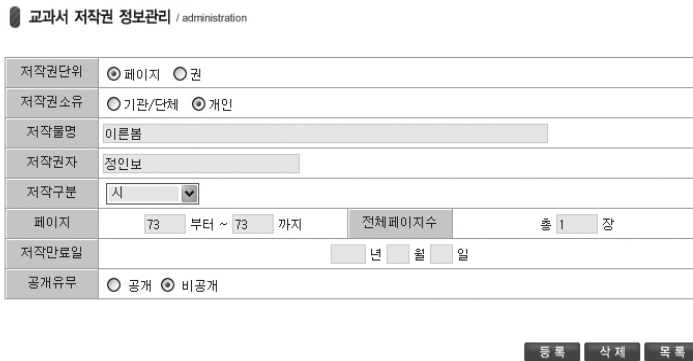 교과서 저작권 정보관리 / administration
저작권단위 페이지 권
저작권소유 기관/단체 개인
저작물명 이른봄
저작권자 정인보
저작구분 시
페이지 73 부터 ~ 73 까지 전체페이지수 총 1 장
저작만료일 년 월 일
공개유무 공개 비공개
등록 삭제 목록